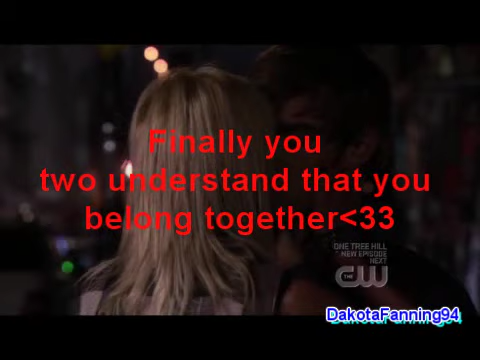 Finally you
two understand that you
belong together<33
ONE TREE HILL
NEW EPISODE
NEXT
THE CW
DakotaFanning94